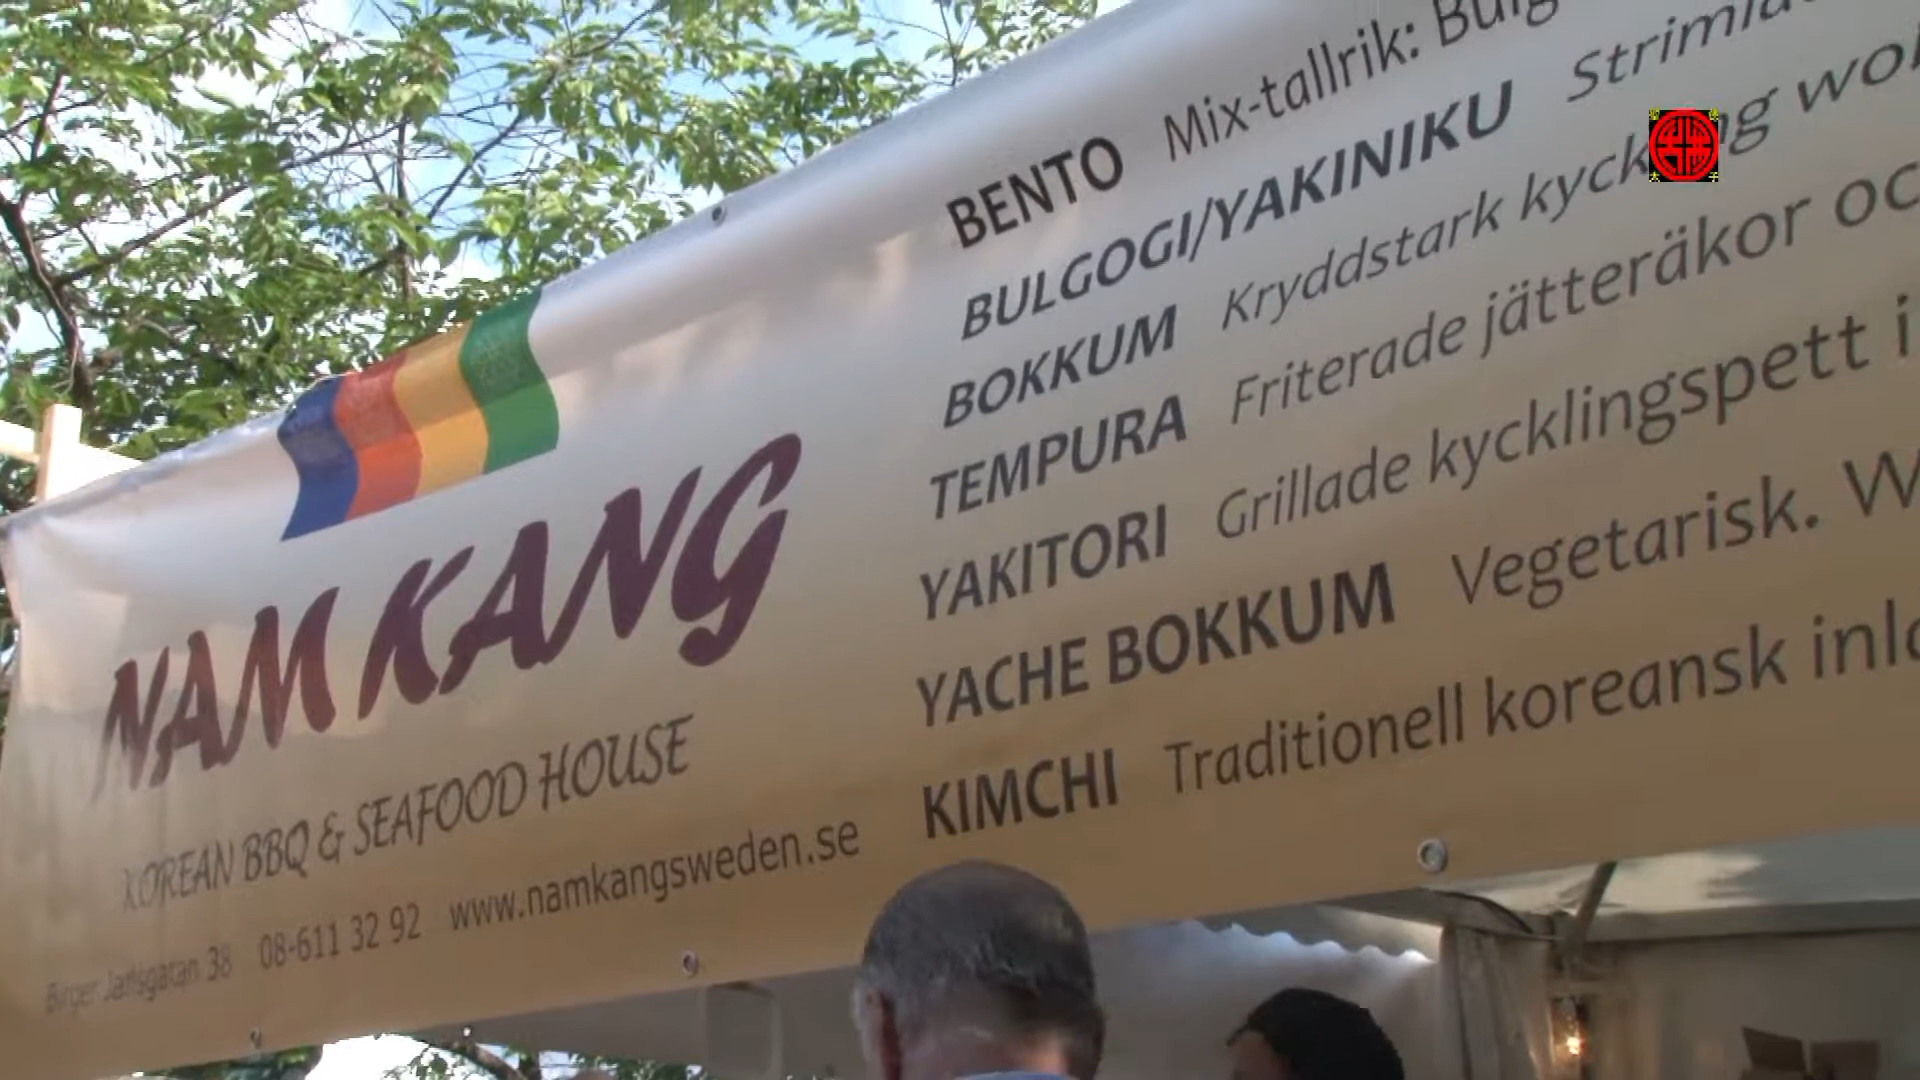 NAM KANG
KOREAN BBQ & SEAFOOD HOUSE
Birger Jarlsgatan 38 08-611 32 92 www.namkangsweden.se
BENTO Mix-tallrik:
BULGOGI/YAKINIKU
BOKKUM Kryddstark
TEMPURA Friterade jätteräkor
YAKITORI Grillade kycklingspett i
YACHE BOKKUM Vegetarisk.
KIMCHI Traditionell koreansk